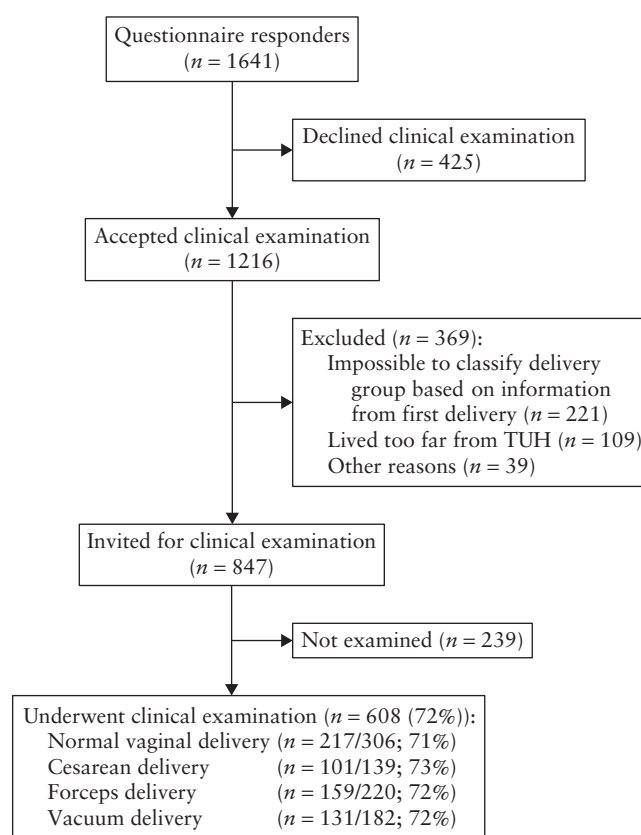 Questionnaire responders
(n = 1641)
Declined clinical examination
(n = 425)
Accepted clinical examination
(n = 1216)
Excluded (n = 369):
Impossible to classify delivery
group based on information
from first delivery (n = 221)
Lived too far from TUH (n = 109)
Other reasons (n = 39)
Invited for clinical examination
(n = 847)
Not examined (n = 239)
Underwent clinical examination (n = 608 (72%)):
Normal vaginal delivery (n = 217/306; 71%)
Cesarean delivery (n = 101/139; 73%)
Forceps delivery (n = 159/220; 72%)
Vacuum delivery (n = 131/182; 72%)